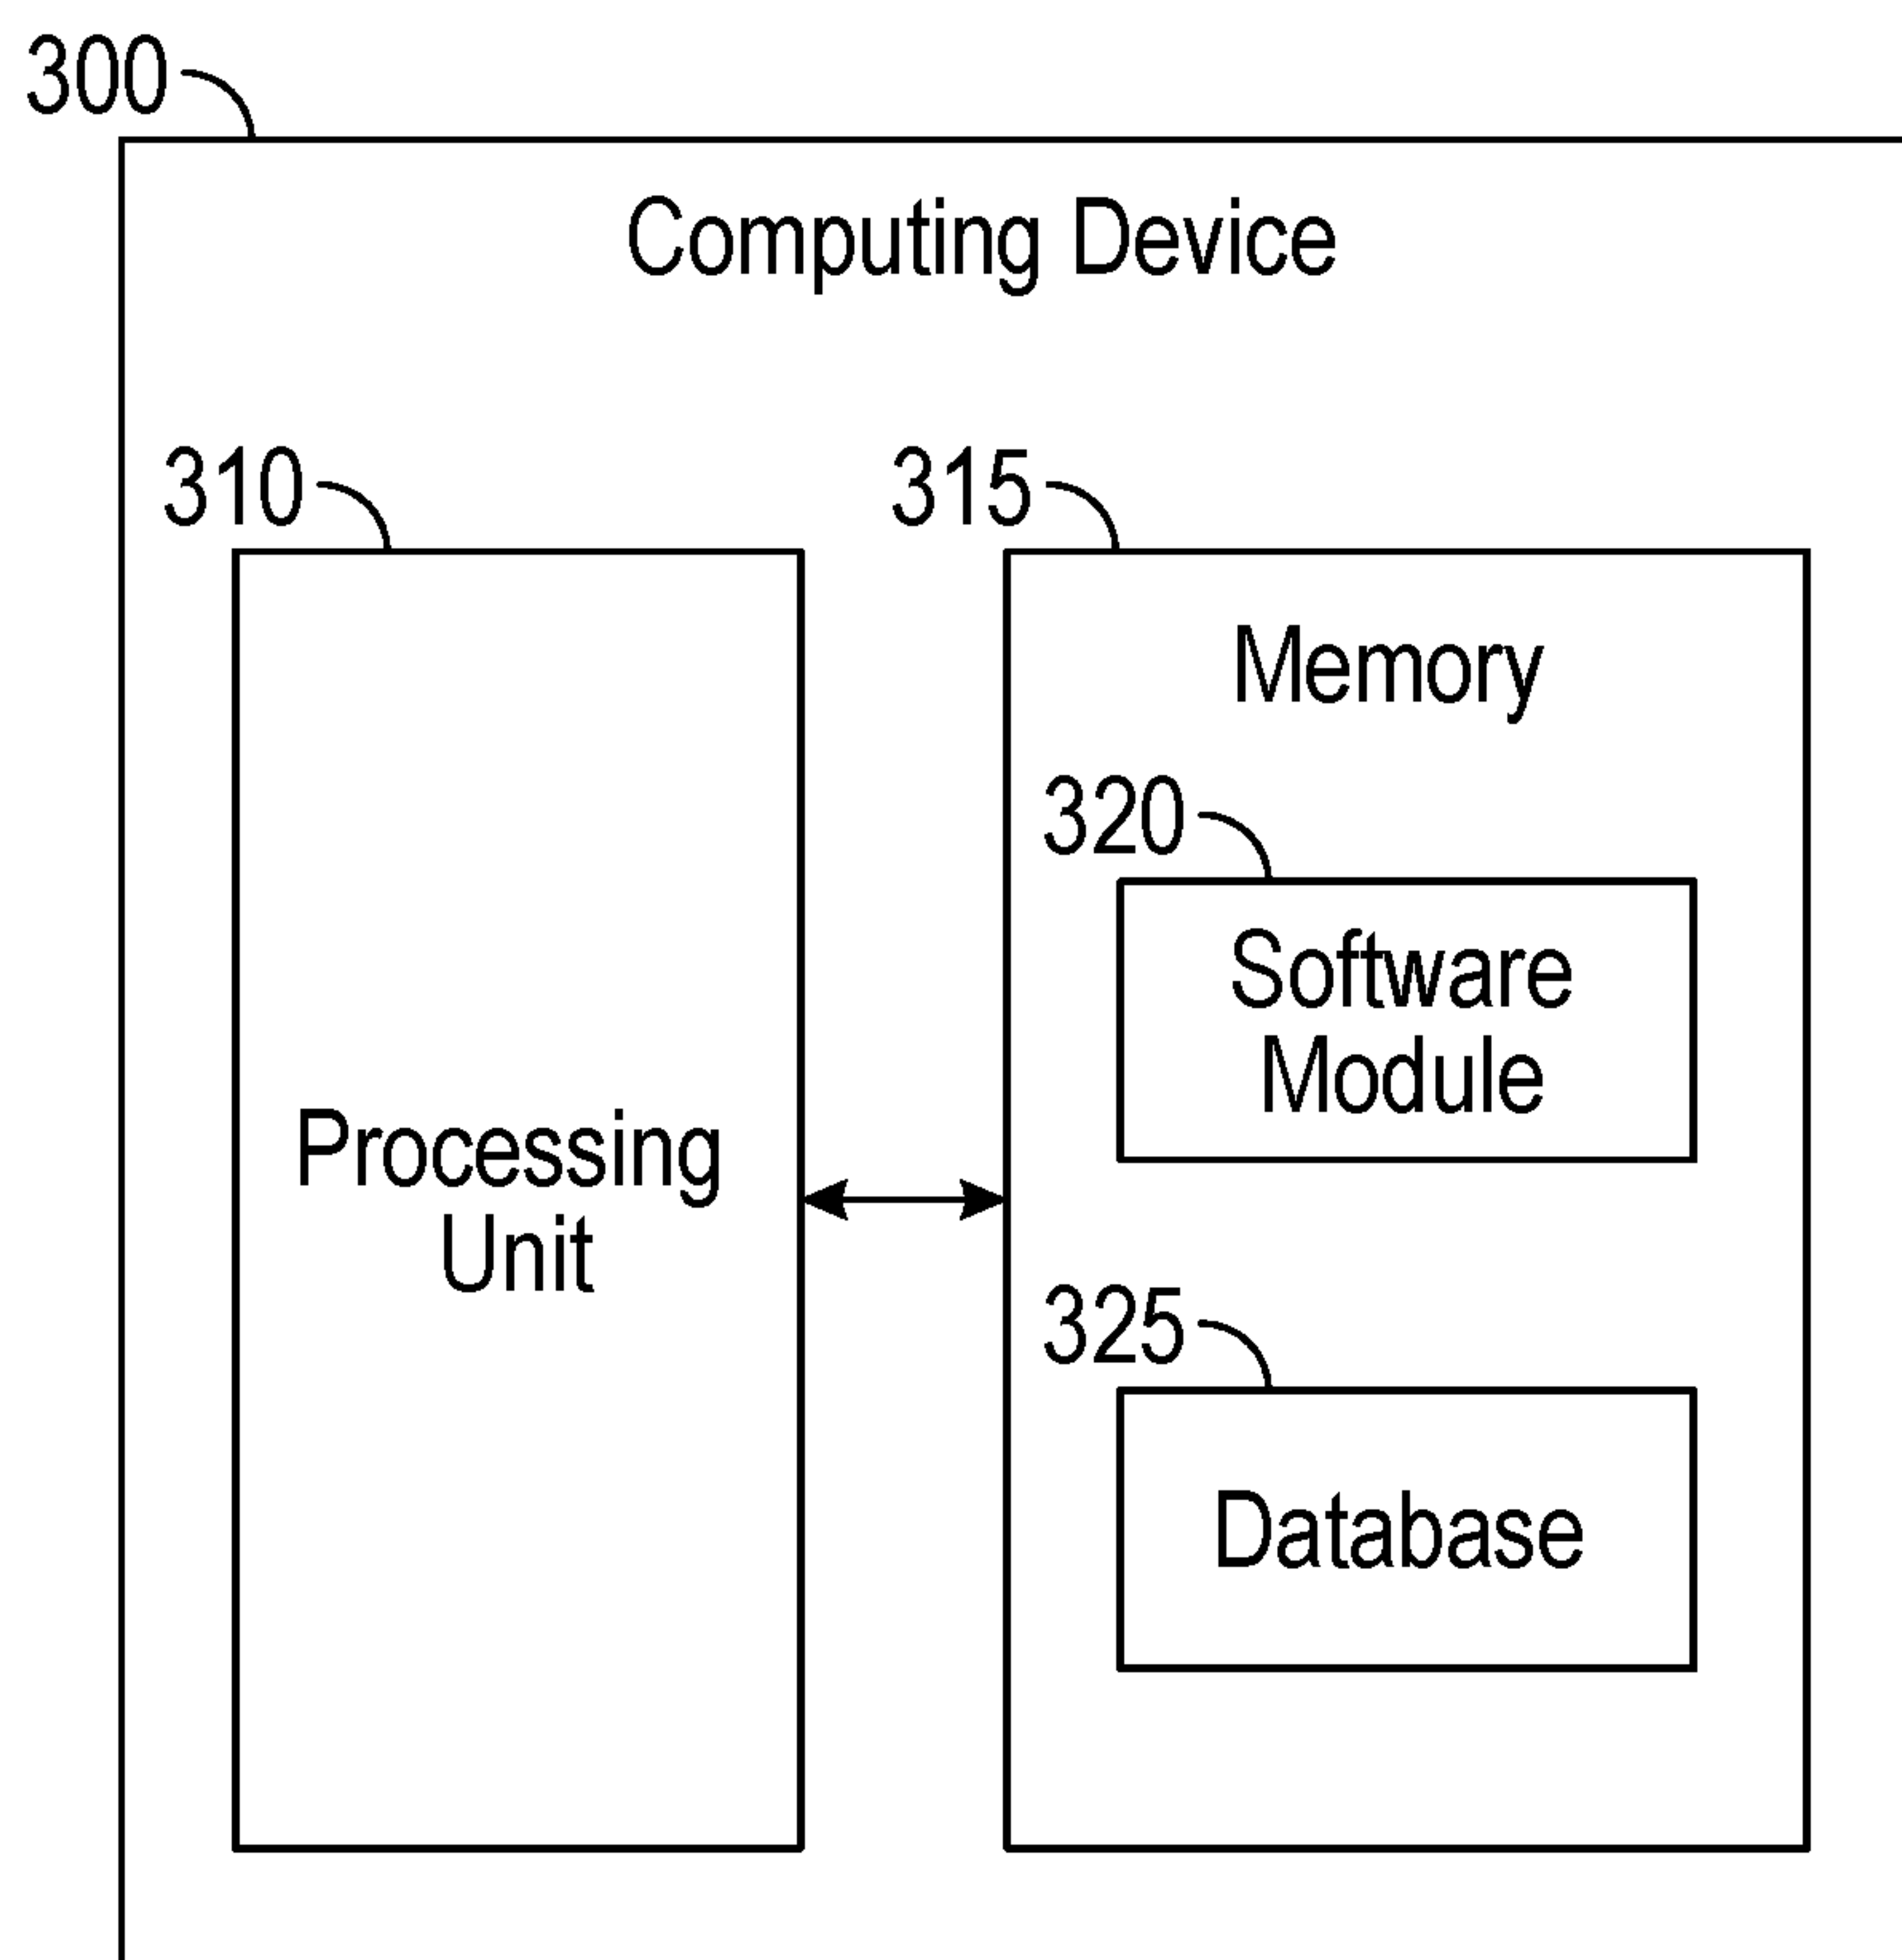 300
Computing Device
310
315
Memory
320
Software
Module
Processing
Unit
325
Database